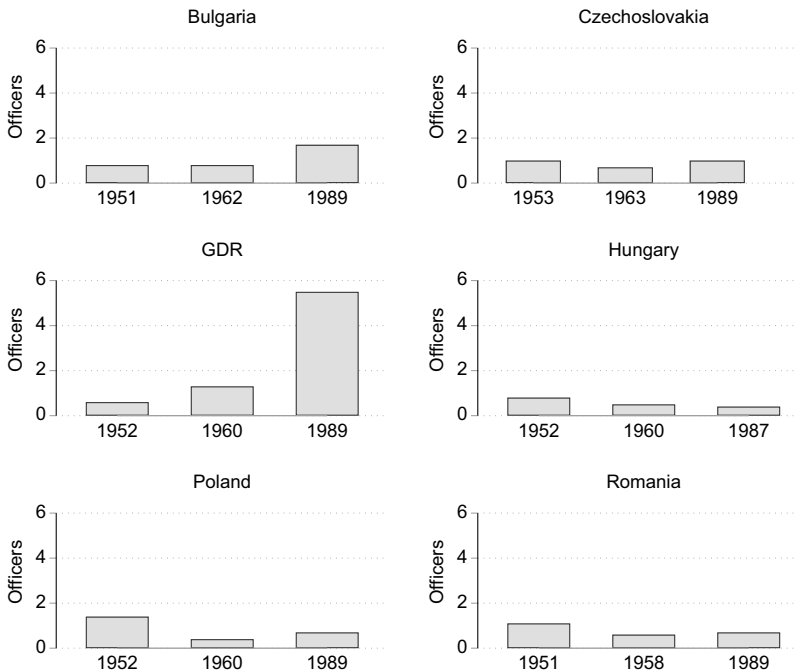 Bulgaria
Officers
6
4
2
0
1951 1962 1989
Czechoslovakia
Officers
6
4
2
0
1953 1963 1989
GDR
Officers
6
4
2
0
1952 1960 1989
Hungary
Officers
6
4
2
0
1952 1960 1987
Poland
Officers
6
4
2
0
1952 1960 1989
Romania
Officers
6
4
2
0
1951 1958 1989